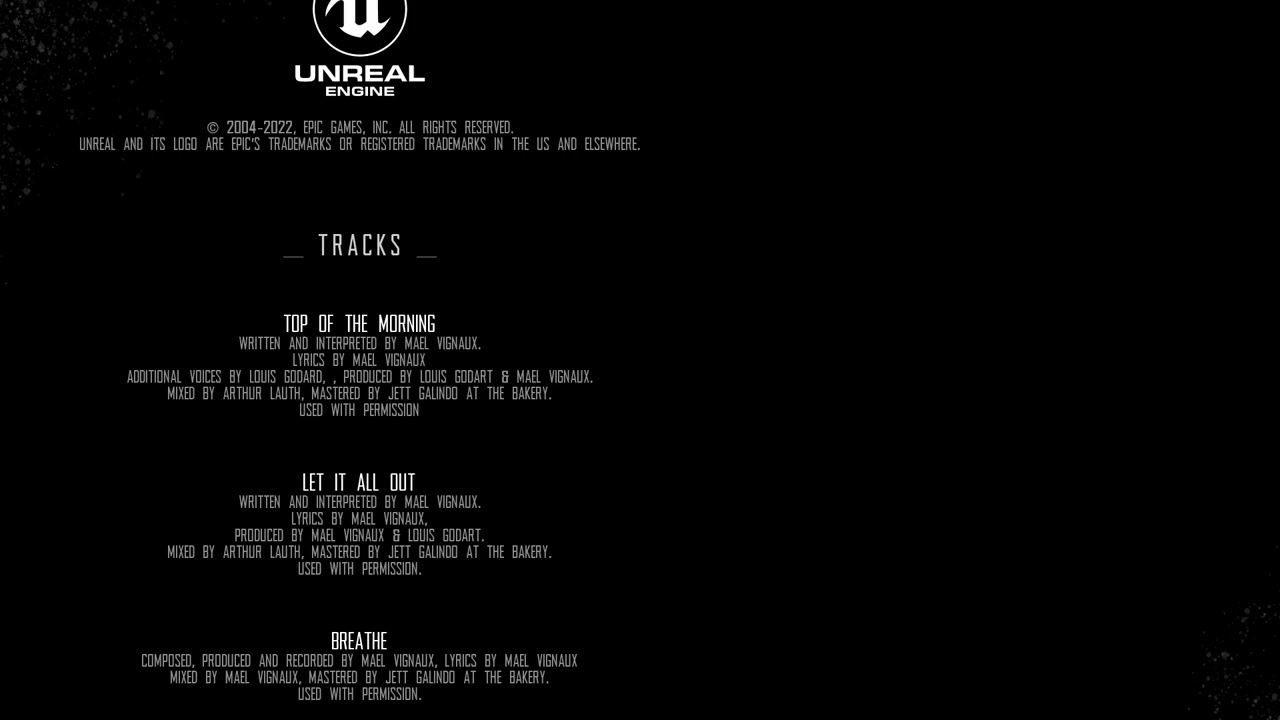 UNREAL
ENGINE
© 2004-2022, EPIC GAMES, INC. ALL RIGHTS RESERVED.
UNREAL AND ITS LOGO ARE EPIC'S TRADEMARKS OR REGISTERED TRADEMARKS IN THE US AND ELSEWHERE.
__ TRACKS __
TOP OF THE MORNING
WRITTEN AND INTERPRETED BY MAEL VIGNAUX.
LYRICS BY MAEL VIGNAUX
ADDITIONAL VOICES BY LOUIS GODARD, , PRODUCED BY LOUIS GODART & MAEL VIGNAUX.
MIXED BY ARTHUR LAUTH, MASTERED BY JETT GALINDO AT THE BAKERY.
USED WITH PERMISSION
LET IT ALL OUT
WRITTEN AND INTERPRETED BY MAEL VIGNAUX.
LYRICS BY MAEL VIGNAUX,
PRODUCED BY MAEL VIGNAUX & LOUIS GODART.
MIXED BY ARTHUR LAUTH, MASTERED BY JETT GALINDO AT THE BAKERY.
USED WITH PERMISSION.
BREATHE
COMPOSED, PRODUCED AND RECORDED BY MAEL VIGNAUX, LYRICS BY MAEL VIGNAUX
MIXED BY MAEL VIGNAUX, MASTERED BY JETT GALINDO AT THE BAKERY.
USED WITH PERMISSION.